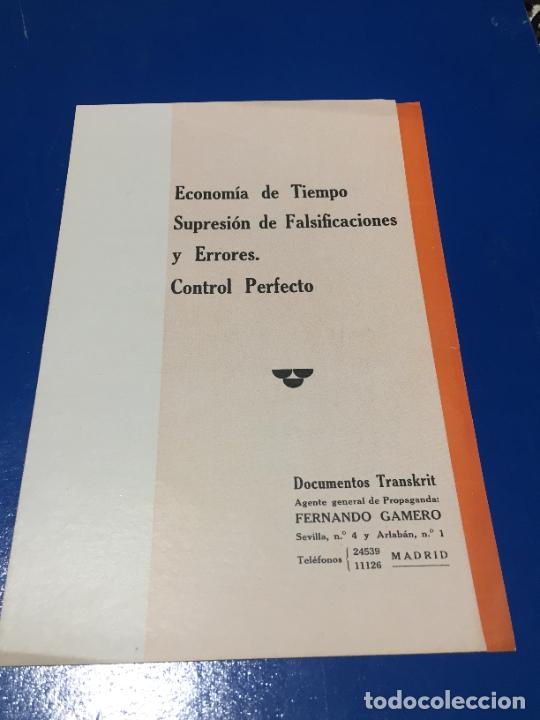 Economía de Tiempo
Supresión de Falsificaciones
y Errores.
Control Perfecto
Documentos Transkrit
Agente general de Propaganda:
FERNANDO GAMERO
Sevilla, n.º 4 y Arlabán, n.º 1
Teléfonos { 24539 MADRID
11126
todocoleccion.net